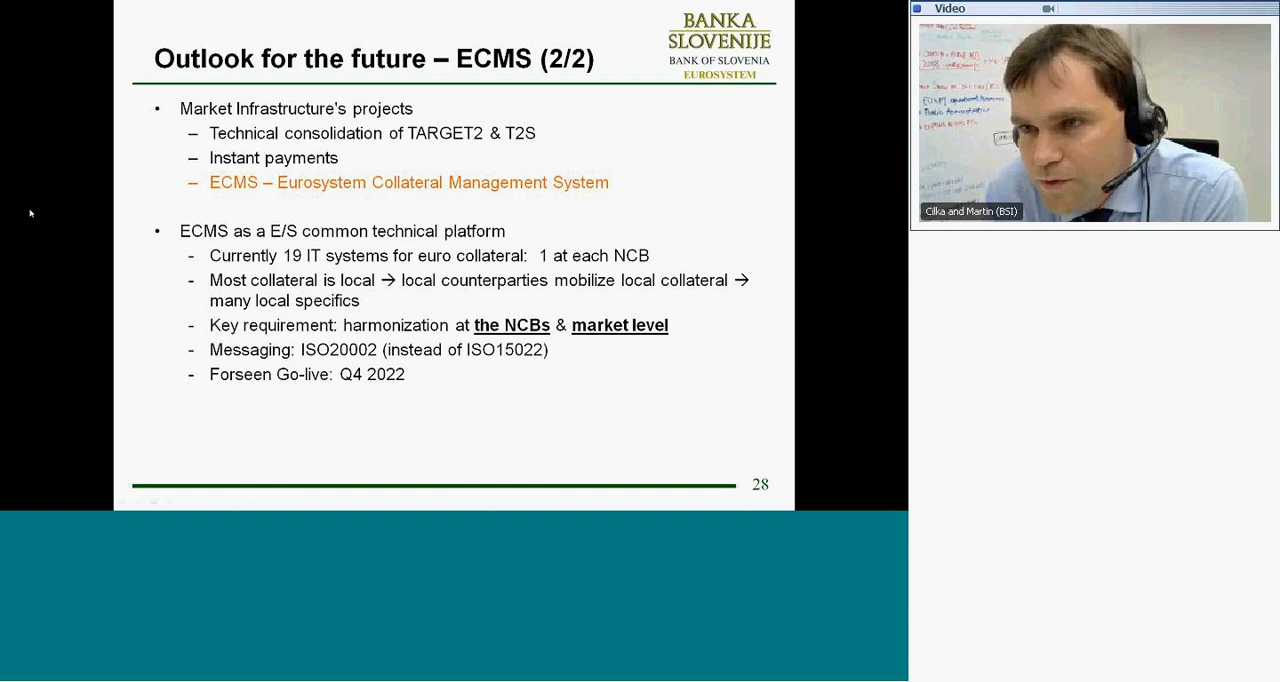 Outlook for the future – ECMS (2/2)
BANKA
SLOVENIJE
BANK OF SLOVENIA
EUROSYSTEM
• Market Infrastructure's projects
– Technical consolidation of TARGET2 & T2S
– Instant payments
– ECMS – Eurosystem Collateral Management System
• ECMS as a E/S common technical platform
- Currently 19 IT systems for euro collateral: 1 at each NCB
- Most collateral is local → local counterparties mobilize local collateral →
many local specifics
- Key requirement: harmonization at the NCBs & market level
- Messaging: ISO20002 (instead of ISO15022)
- Forseen Go-live: Q4 2022
28
Video
Cilka and Martin (BSI)